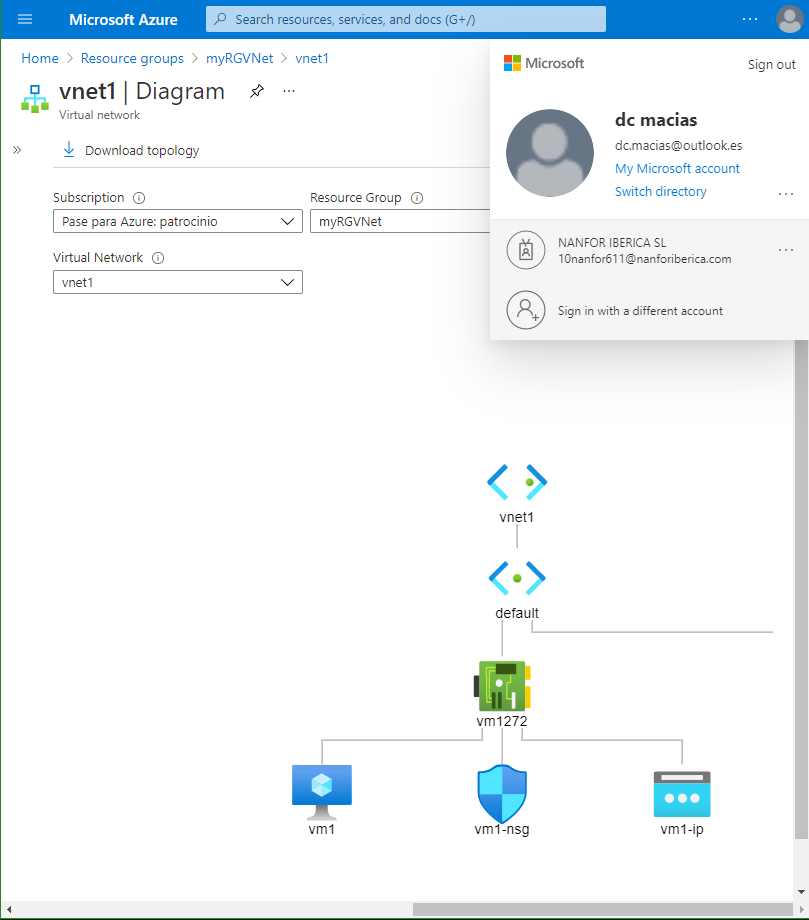 Microsoft Azure
Search resources, services, and docs (G+/)
Home > Resource groups > myRGVNet > vnet1
vnet1 | Diagram
Virtual network
Download topology
Subscription
Pase para Azure: patrocinio
Resource Group
myRGVNet
Virtual Network
vnet1
Microsoft
Sign out
dc macias
dc.macias@outlook.es
My Microsoft account
Switch directory
NANFOR IBERICA SL
10nanfor611@nanforiberica.com
Sign in with a different account
vnet1
default
vm1272
vm1
vm1-nsg
vm1-ip